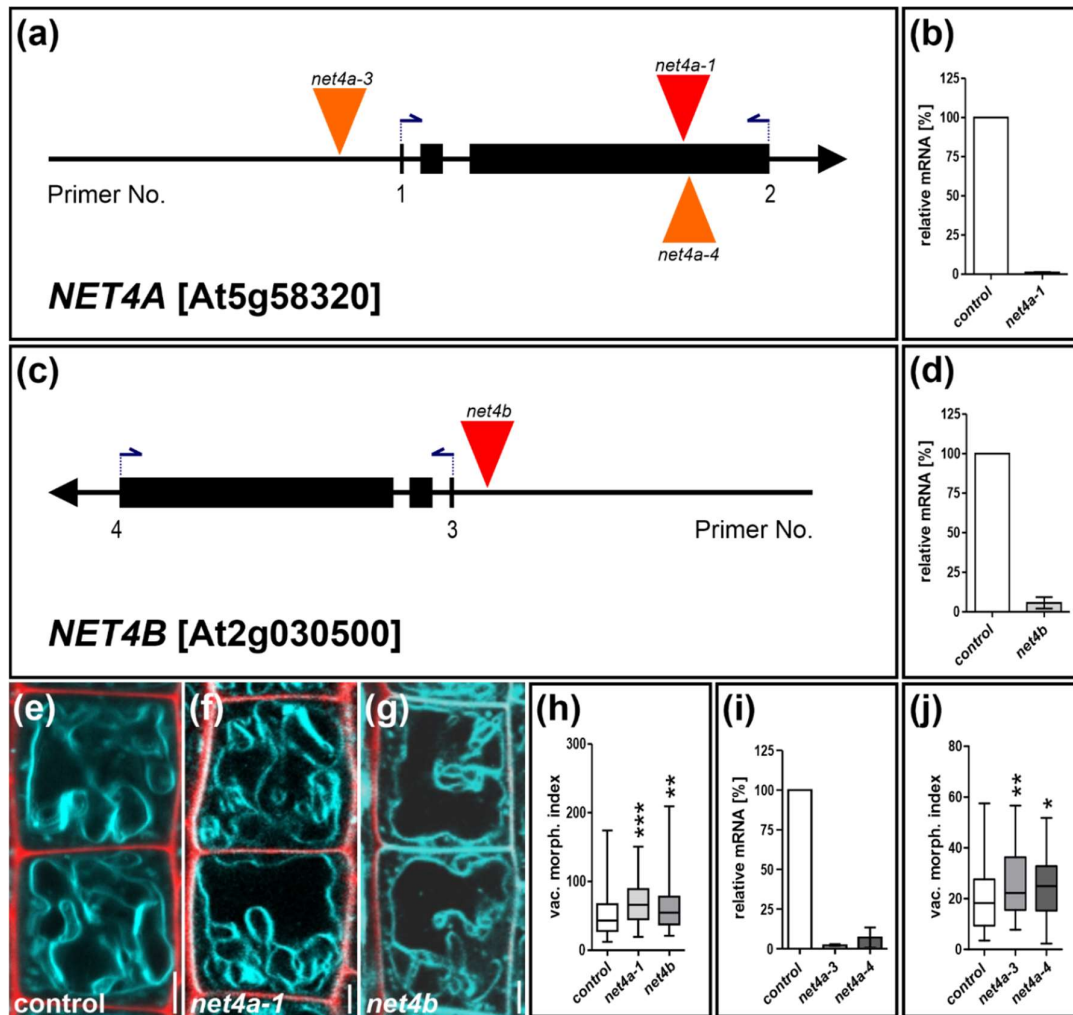 (a)
net4a-3
net4a-1
Primer No.
1
2
net4a-4
NET4A [At5g58320]
(b)
relative mRNA [%]
125
100
75
50
25
0
control
net4a-1
(c)
net4b
4
3
Primer No.
NET4B [At2g030500]
(d)
relative mRNA [%]
125
100
75
50
25
0
control
net4b
(e)
control
(f)
net4a-1
(g)
net4b
(h)
vac. morph. index
300
200
100
0
***
**
control
net4a-1
net4b
(i)
relative mRNA [%]
125
100
75
50
25
0
control
net4a-3
net4a-4
(j)
vac. morph. index
80
60
40
20
0
**
*
control
net4a-3
net4a-4